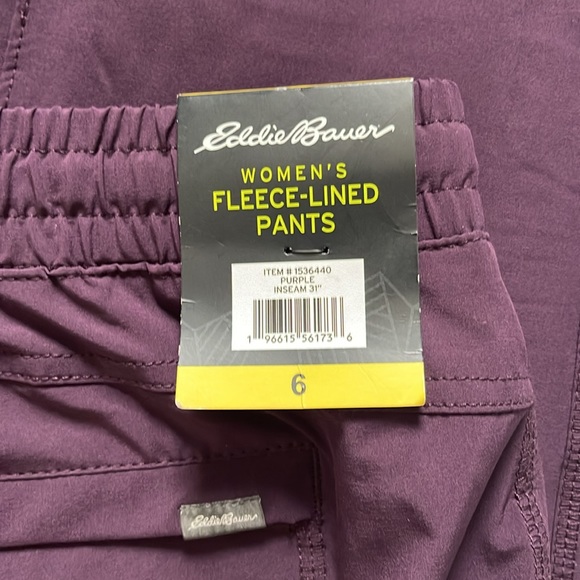 Eddie Bauer
WOMEN'S
FLEECE-LINED
PANTS
ITEM # 1536440
PURPLE
INSEAM 31"
1 96615 56173 6
6
Eddie Bauer